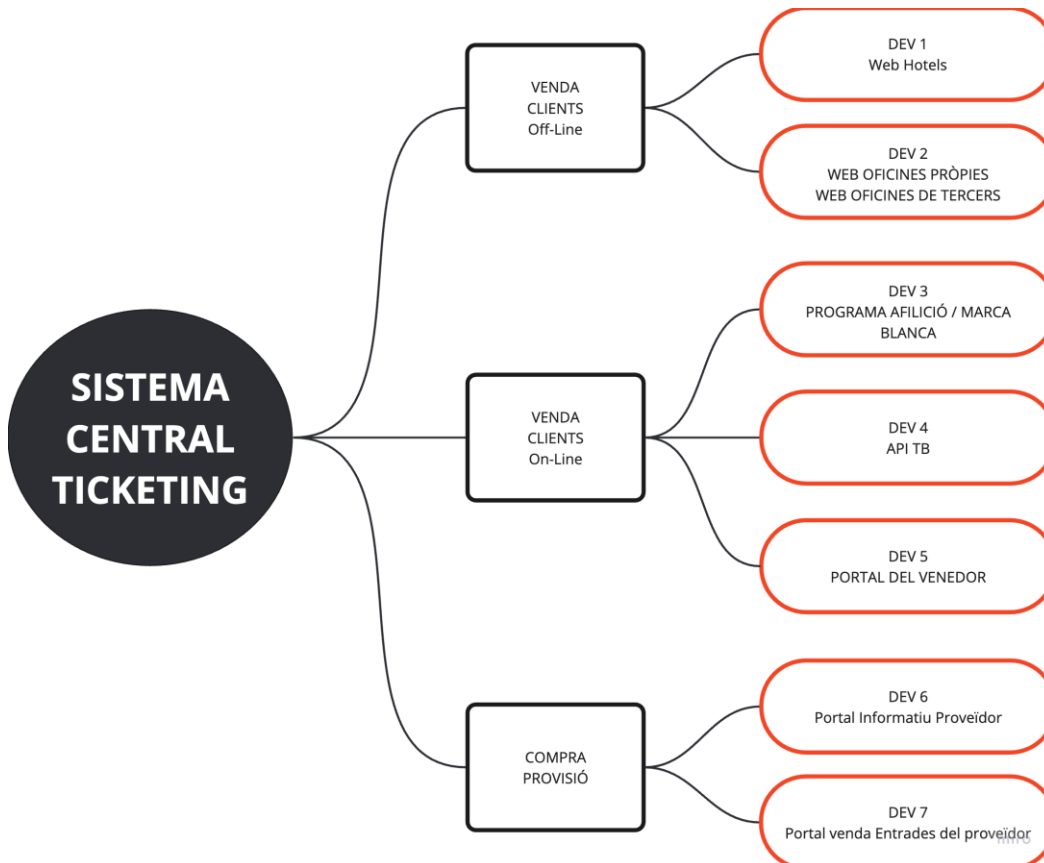 SISTEMA
CENTRAL
TICKETING
VENDA
CLIENTS
Off-Line
DEV 1
Web Hotels
DEV 2
WEB OFICINES PRÒPIES
WEB OFICINES DE TERCERS
VENDA
CLIENTS
On-Line
DEV 3
PROGRAMA AFILICIÓ / MARCA
BLANCA
DEV 4
API TB
DEV 5
PORTAL DEL VENEDOR
COMPRA
PROVISIÓ
DEV 6
Portal Informatiu Proveïdor
DEV 7
Portal venda Entrades del proveïdor
miro